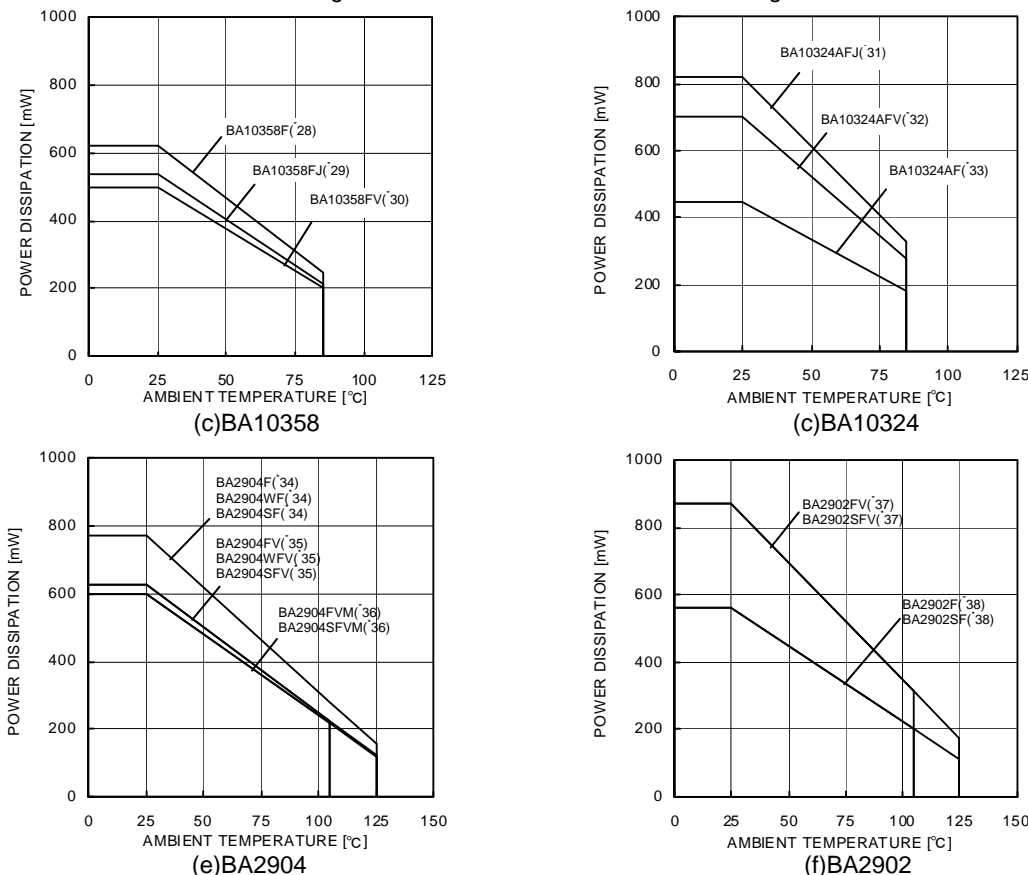 1000
800
600
400
200
0
POWER DISSIPATION [mW]
BA10358F(*28)
BA10358FJ(*29)
BA10358FV(*30)
0 25 50 75 100 125
AMBIENT TEMPERATURE [°C]
(c)BA10358
1000
800
600
400
200
0
POWER DISSIPATION [mW]
BA10324AFJ(*31)
BA10324AFV(*32)
BA10324AF(*33)
0 25 50 75 100 125
AMBIENT TEMPERATURE [°C]
(c)BA10324
1000
800
600
400
200
0
POWER DISSIPATION [mW]
BA2904F(*34)
BA2904WF(*34)
BA2904SF(*34)
BA2904FV(*35)
BA2904WFV(*35)
BA2904SFV(*35)
BA2904FVM(*36)
BA2904SFVM(*36)
0 25 50 75 100 125 150
AMBIENT TEMPERATURE [°C]
(e)BA2904
1000
800
600
400
200
0
POWER DISSIPATION [mW]
BA2902FV(*37)
BA2902SFV(*37)
BA2902F(*38)
BA2902SF(*38)
0 25 50 75 100 125 150
AMBIENT TEMPERATURE [°C]
(f)BA2902